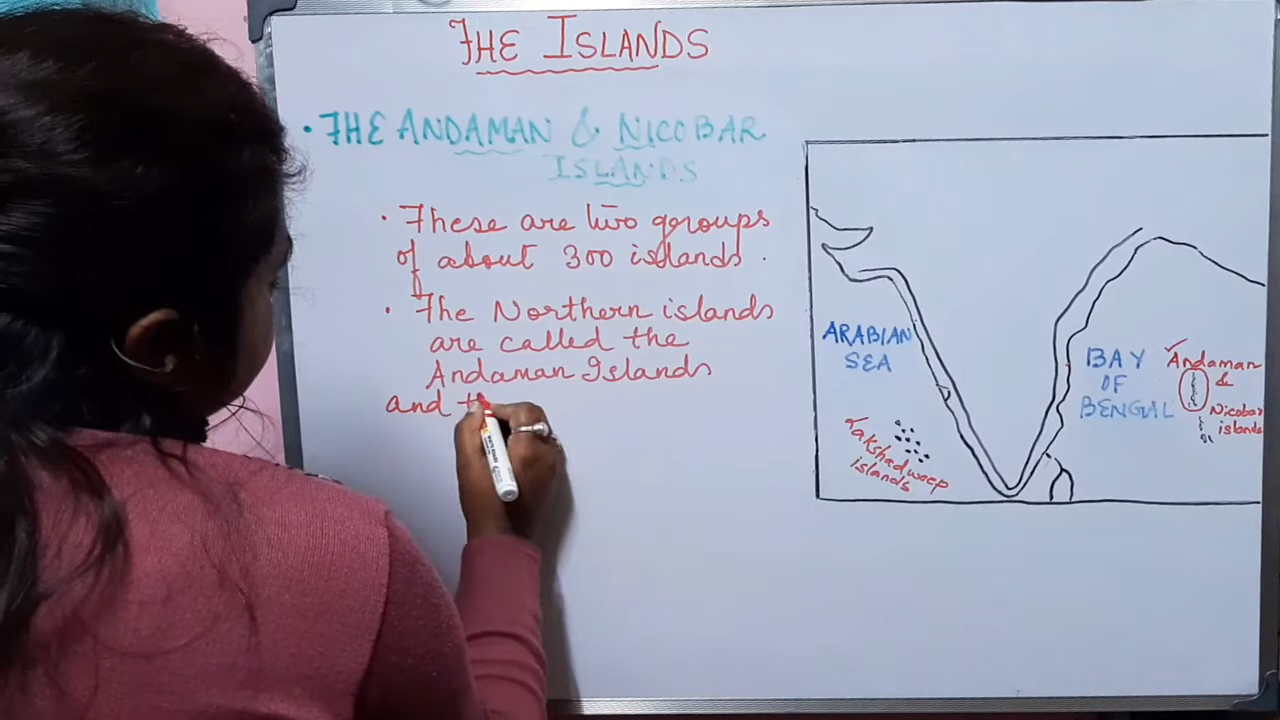 THE ISLANDS
• THE ANDAMAN & NICOBAR
ISLANDS
• These are two groups
of about 300 islands.
• The Northern islands
are called the
Andaman Islands
and th
ARABIAN
SEA
Lakshadweep
islands
BAY
OF
BENGAL
✓Andaman
&
Nicobar
islands